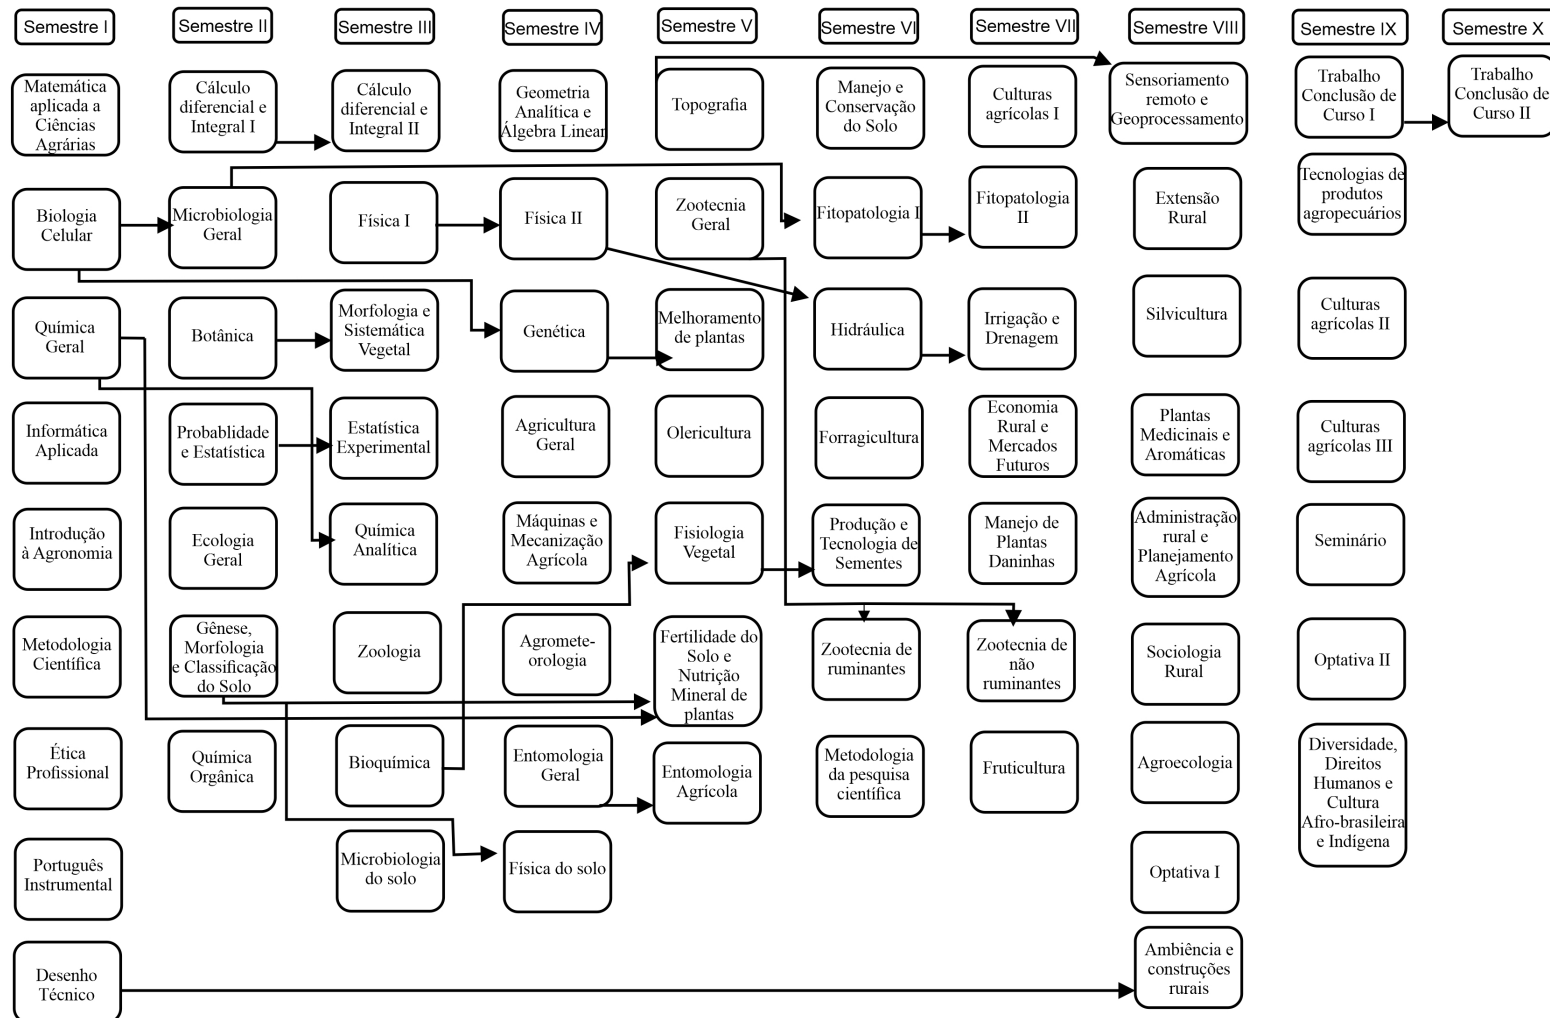 Semestre I
Semestre II
Semestre III
Semestre IV
Semestre V
Semestre VI
Semestre VII
Semestre VIII
Semestre IX
Semestre X
Matemática
aplicada a
Ciências
Agrárias
Cálculo
diferencial e
Integral I
Cálculo
diferencial e
Integral II
Geometria
Analítica e
Álgebra Linear
Topografia
Manejo e
Conservação
do Solo
Culturas
agrícolas I
Sensoriamento
remoto e
Geoprocessamento
Trabalho
Conclusão de
Curso I
Trabalho
Conclusão de
Curso II
Biologia
Celular
Microbiologia
Geral
Física I
Física II
Zootecnia
Geral
Fitopatologia I
Fitopatologia
II
Extensão
Rural
Tecnologias de
produtos
agropecuários
Química
Geral
Botânica
Morfologia e
Sistemática
Vegetal
Genética
Melhoramento
de plantas
Hidráulica
Irrigação e
Drenagem
Silvicultura
Culturas
agrícolas II
Informática
Aplicada
Probablidade
e Estatística
Estatística
Experimental
Agricultura
Geral
Olericultura
Forragicultura
Economia
Rural e
Mercados
Futuros
Plantas
Medicinais e
Aromáticas
Culturas
agrícolas III
Introdução
à Agronomia
Ecologia
Geral
Química
Analítica
Máquinas e
Mecanização
Agrícola
Fisiologia
Vegetal
Produção e
Tecnologia de
Sementes
Manejo de
Plantas
Daninhas
Administração
rural e
Planejamento
Agrícola
Seminário
Metodologia
Científica
Gênese,
Morfologia
e Classificação
do Solo
Zoologia
Agromete-
orologia
Fertilidade do
Solo e
Nutrição
Mineral de
plantas
Zootecnia de
ruminantes
Zootecnia de
não
ruminantes
Sociologia
Rural
Optativa II
Ética
Profissional
Química
Orgânica
Bioquímica
Entomologia
Geral
Entomologia
Agrícola
Metodologia
da pesquisa
científica
Fruticultura
Agroecologia
Diversidade,
Direitos
Humanos e
Cultura
Afro-brasileira
e Indígena
Português
Instrumental
Microbiologia
do solo
Física do solo
Optativa I
Desenho
Técnico
Ambiência e
construções
rurais